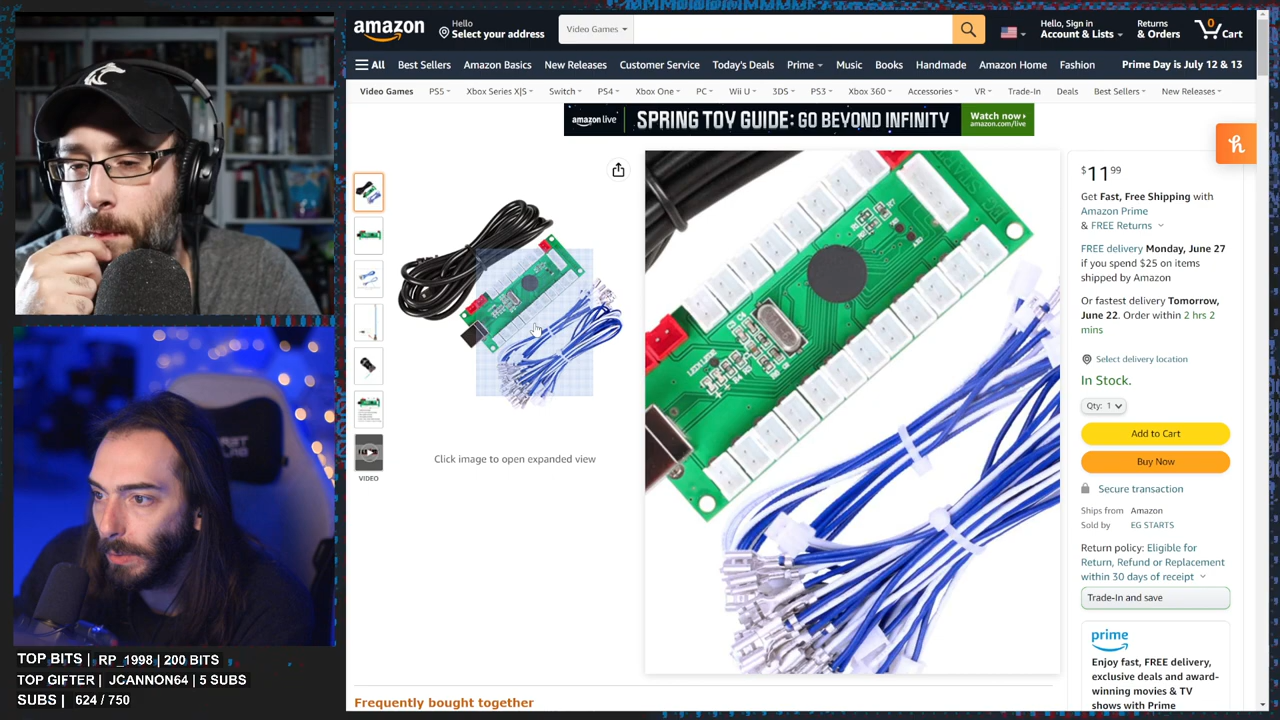 amazon
Hello
Select your address
Video Games
Hello, Sign in
Account & Lists
Returns
& Orders
0
Cart
All
Best Sellers
Amazon Basics
New Releases
Customer Service
Today's Deals
Prime
Music
Books
Handmade
Amazon Home
Fashion
Prime Day is July 12 & 13
Video Games
PS5
Xbox Series X|S
Switch
PS4
Xbox One
PC
Wii U
3DS
PS3
Xbox 360
Accessories
VR
Trade-In
Deals
Best Sellers
New Releases
amazon live
SPRING TOY GUIDE: GO BEYOND INFINITY
Watch now
amazon.com/live
h
VIDEO
Click image to open expanded view
$11 99
Get Fast, Free Shipping with
Amazon Prime
& FREE Returns
FREE delivery Monday, June 27
if you spend $25 on items
shipped by Amazon
Or fastest delivery Tomorrow,
June 22. Order within 2 hrs 2
mins
Select delivery location
In Stock.
Qty: 1
Add to Cart
Buy Now
Secure transaction
Ships from Amazon
Sold by EG STARTS
Return policy: Eligible for
Return, Refund or Replacement
within 30 days of receipt
Trade-In and save
prime
Enjoy fast, FREE delivery,
exclusive deals and award-
winning movies & TV
shows with Prime
Frequently bought together
TOP BITS | RP_1998 | 200 BITS
TOP GIFTER | JCANNON64 | 5 SUBS
SUBS | 624 / 750